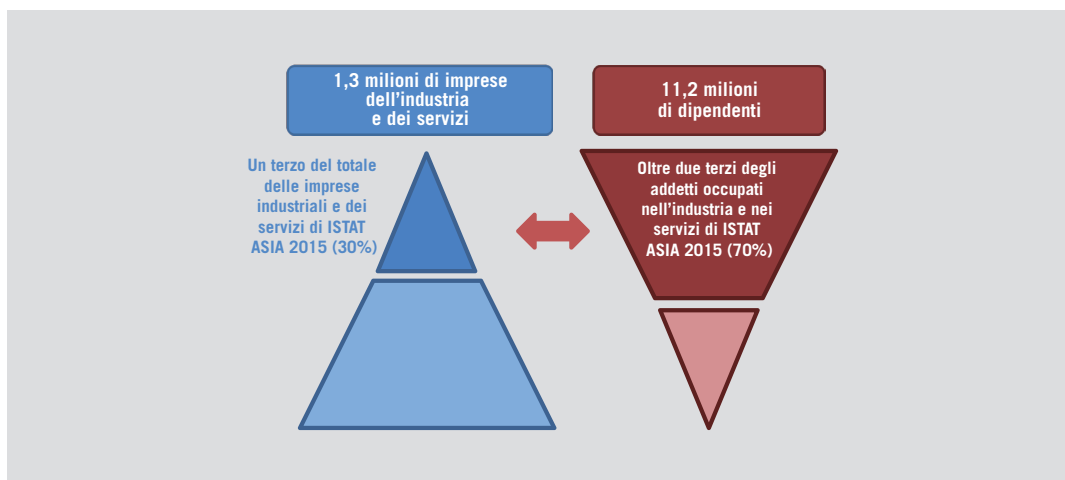 1,3 milioni di imprese
dell'industria
e dei servizi
11,2 milioni
di dipendenti
Un terzo del totale
delle imprese
industriali e dei
servizi di ISTAT
ASIA 2015 (30%)
Oltre due terzi degli
addetti occupati
nell'industria e nei
servizi di ISTAT
ASIA 2015 (70%)